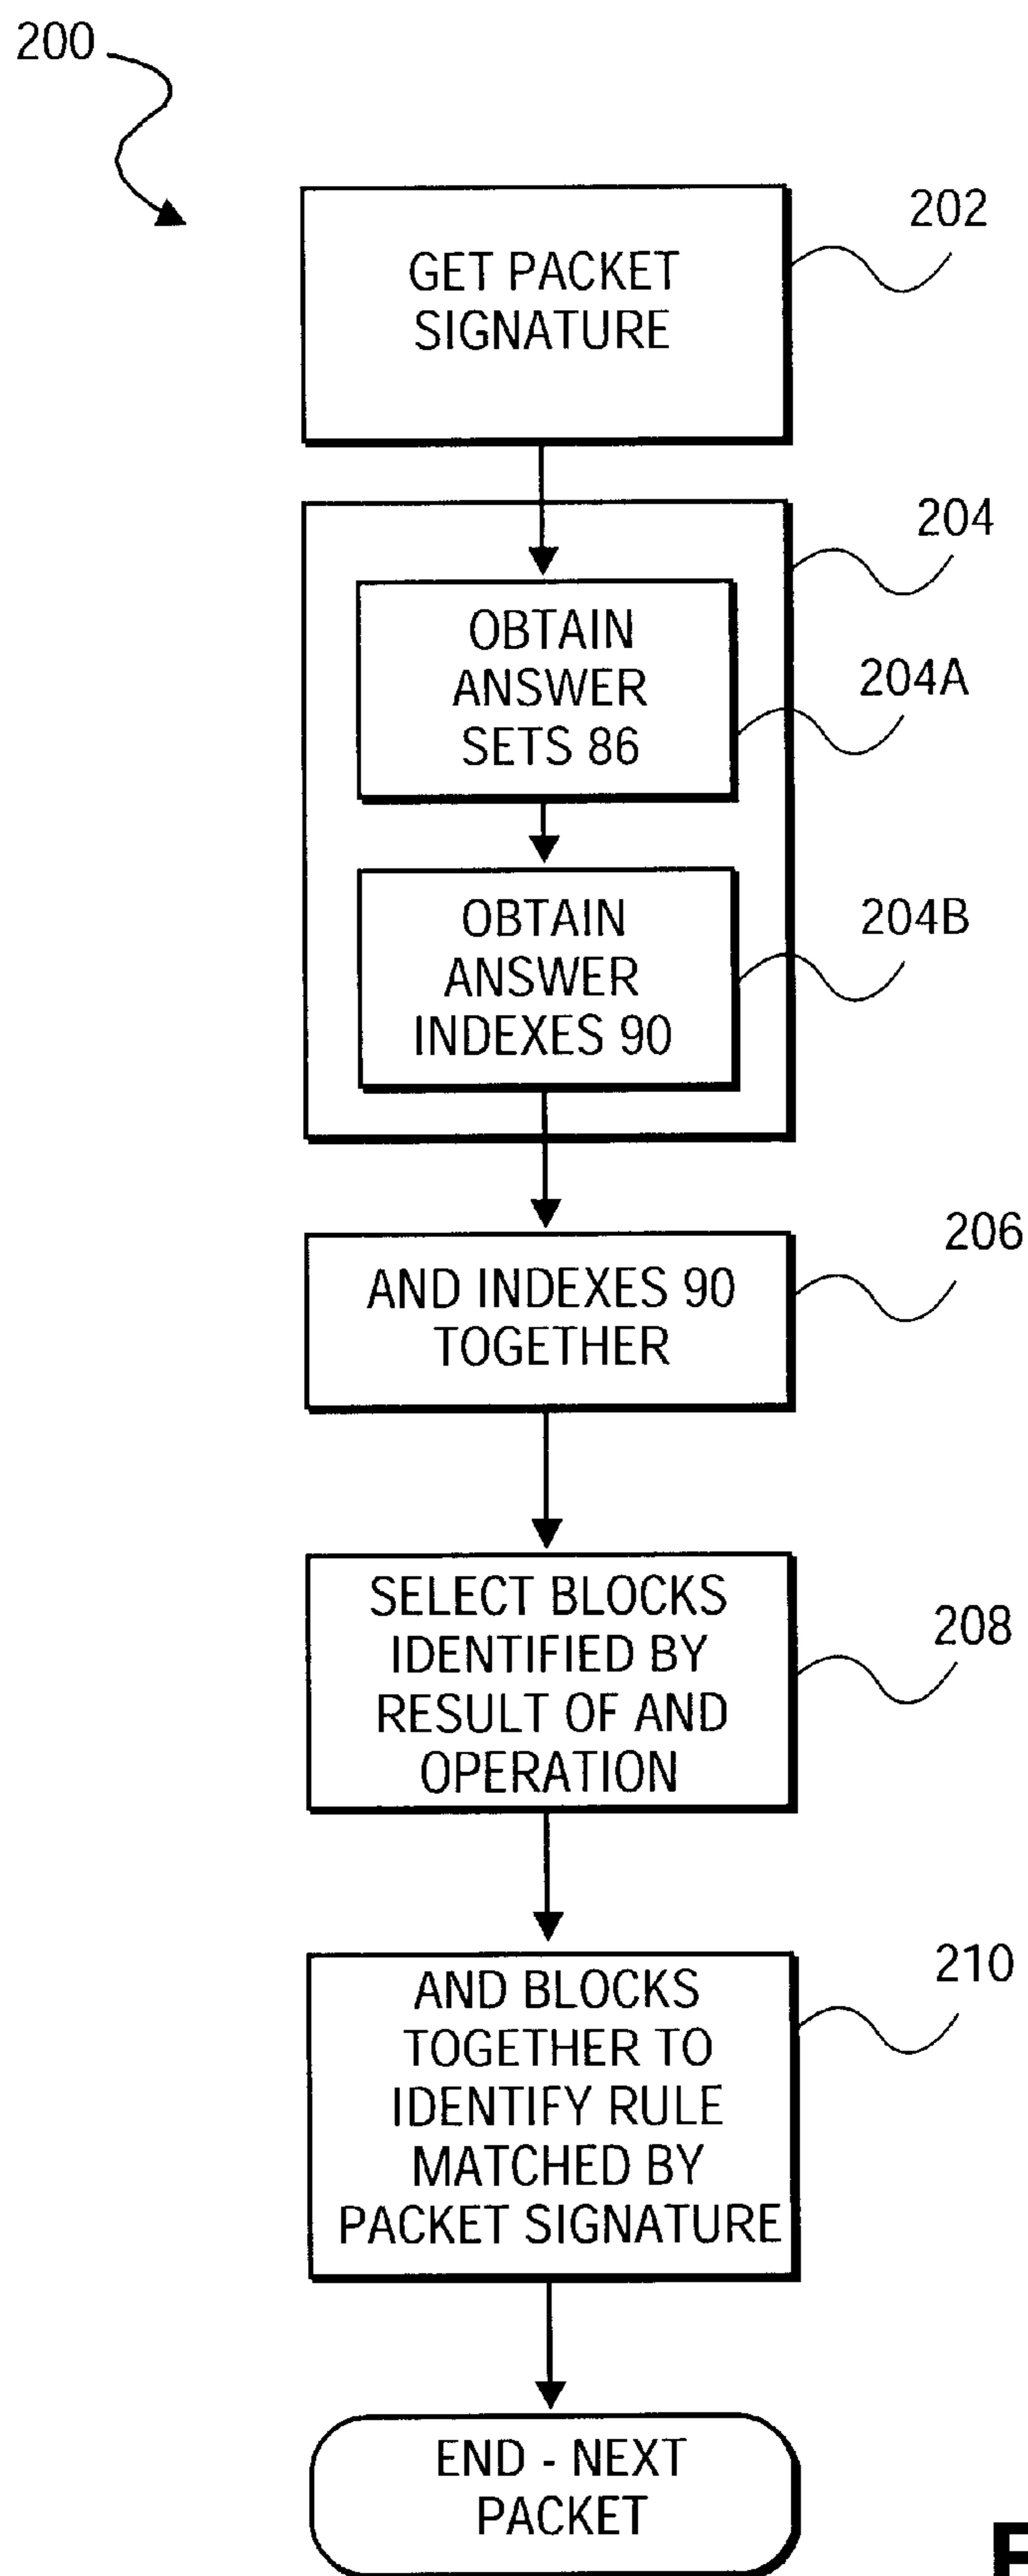 200
202
GET PACKET
SIGNATURE
204
OBTAIN
ANSWER
SETS 86
204A
OBTAIN
ANSWER
INDEXES 90
204B
206
AND INDEXES 90
TOGETHER
SELECT BLOCKS
IDENTIFIED BY
RESULT OF AND
OPERATION
208
210
AND BLOCKS
TOGETHER TO
IDENTIFY RULE
MATCHED BY
PACKET SIGNATURE
END - NEXT
PACKET